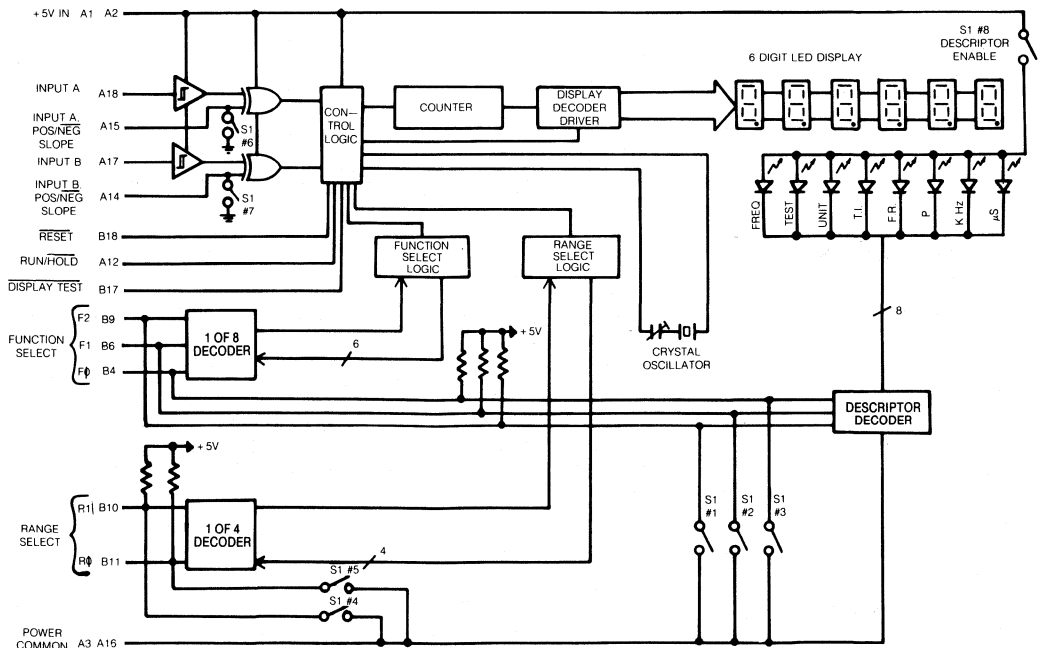 +5V IN A1 A2
S1 #8
DESCRIPTOR
ENABLE
6 DIGIT LED DISPLAY
INPUT A A18
INPUT A.
POS/NEG
SLOPE
A15
S1
#6
INPUT B A17
INPUT B.
POS/NEG
SLOPE
A14
S1
#7
CON-
TROL
LOGIC
COUNTER
DISPLAY
DECODER
DRIVER
FREQ
TEST
UNIT
T.I.
F.R.
P
K Hz
µS
RESET B18
RUN/HOLD A12
DISPLAY TEST B17
FUNCTION
SELECT
LOGIC
RANGE
SELECT
LOGIC
FUNCTION
SELECT
F2 B9
F1 B6
Fϕ B4
1 OF 8
DECODER
6
+5V
CRYSTAL
OSCILLATOR
8
DESCRIPTOR
DECODER
+5V
RANGE
SELECT
R1 B10
Rϕ B11
1 OF 4
DECODER
4
S1
#1
S1
#2
S1
#3
S1 #5
S1 #4
POWER
COMMON A3 A16